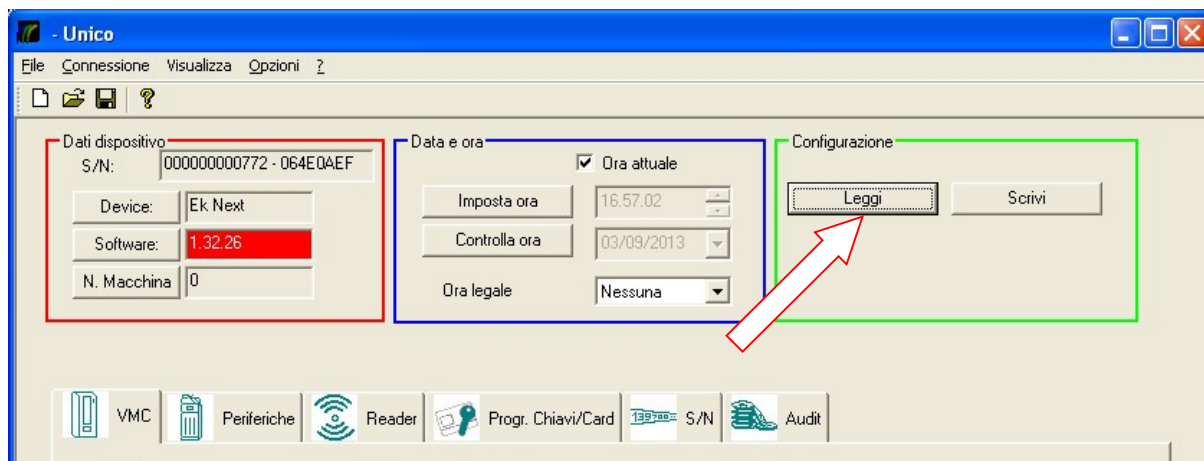 - Unico
File Connessione Visualizza Opzioni ?
Dati dispositivo
S/N: 000000000772 - 064E0AEF
Device: Ek Next
Software: 1.32.26
N. Macchina 0
Data e ora
Ora attuale
Imposta ora 16.57.02
Controlla ora 03/09/2013
Ora legale Nessuna
Configurazione
Leggi Scrivi
VMC Periferiche Reader Progr. Chiavi/Card S/N Audit